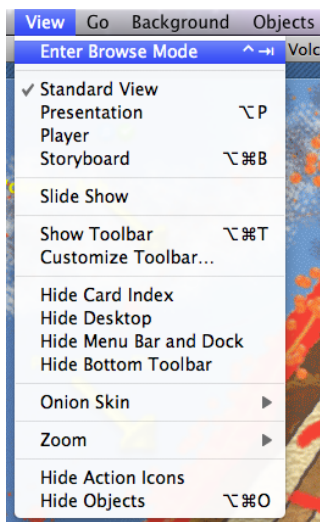 View Go Background Objects
Enter Browse Mode ^⇥ Volc
✓ Standard View
Presentation ⌥P
Player
Storyboard ⌥⌘B
Slide Show
Show Toolbar ⌥⌘T
Customize Toolbar...
Hide Card Index
Hide Desktop
Hide Menu Bar and Dock
Hide Bottom Toolbar
Onion Skin ▶
Zoom ▶
Hide Action Icons
Hide Objects ⌥⌘O